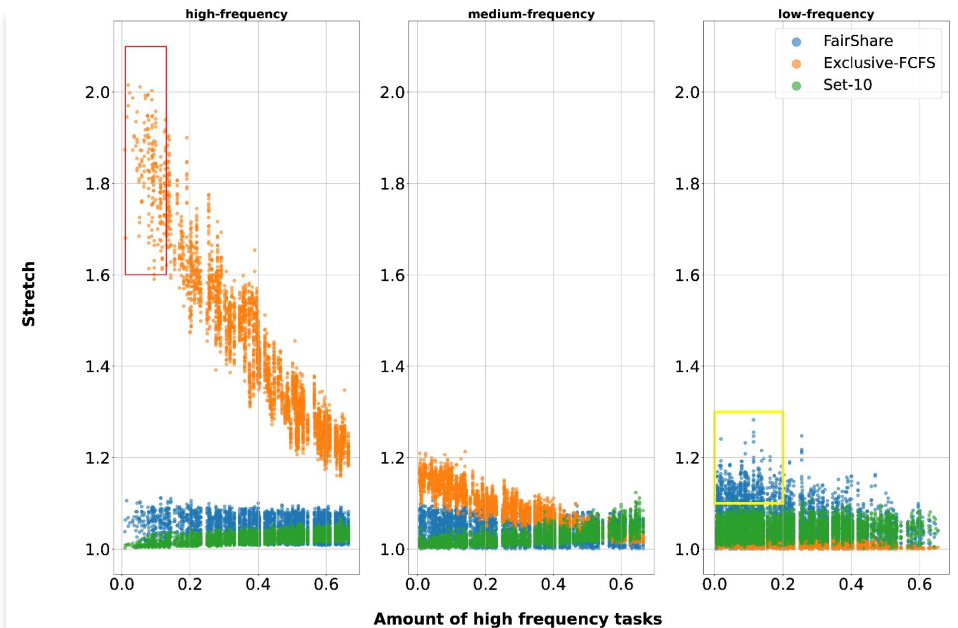 high-frequency
medium-frequency
low-frequency
FairShare
Exclusive-FCFS
Set-10
2.0
1.8
1.6
1.4
1.2
1.0
0.0 0.2 0.4 0.6
2.0
1.8
1.6
1.4
1.2
1.0
0.0 0.2 0.4 0.6
2.0
1.8
1.6
1.4
1.2
1.0
0.0 0.2 0.4 0.6
Stretch
Amount of high frequency tasks